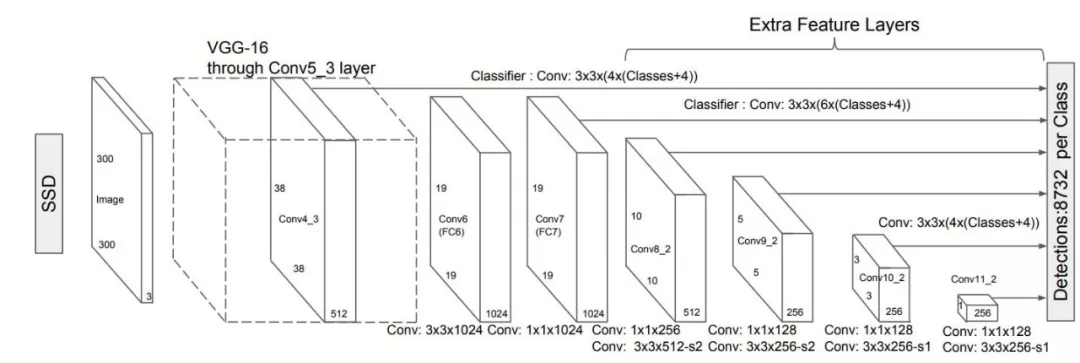 Extra Feature Layers
VGG-16
through Conv5_3 layer
Classifier : Conv: 3x3x(4x(Classes+4))
Classifier : Conv: 3x3x(6x(Classes+4))
SSD
300
Image
300
3
38
Conv4_3
38
512
19
Conv6
(FC6)
19
1024
19
Conv7
(FC7)
19
1024
10
Conv8_2
10
512
5
Conv9_2
5
256
Conv: 3x3x(4x(Classes+4))
3
Conv10_2
3
256
Conv11_2
1
256
Detections:8732 per Class
Conv: 3x3x1024
Conv: 1x1x1024
Conv: 1x1x256
Conv: 3x3x512-s2
Conv: 1x1x128
Conv: 3x3x256-s2
Conv: 1x1x128
Conv: 3x3x256-s1
Conv: 1x1x128
Conv: 3x3x256-s1